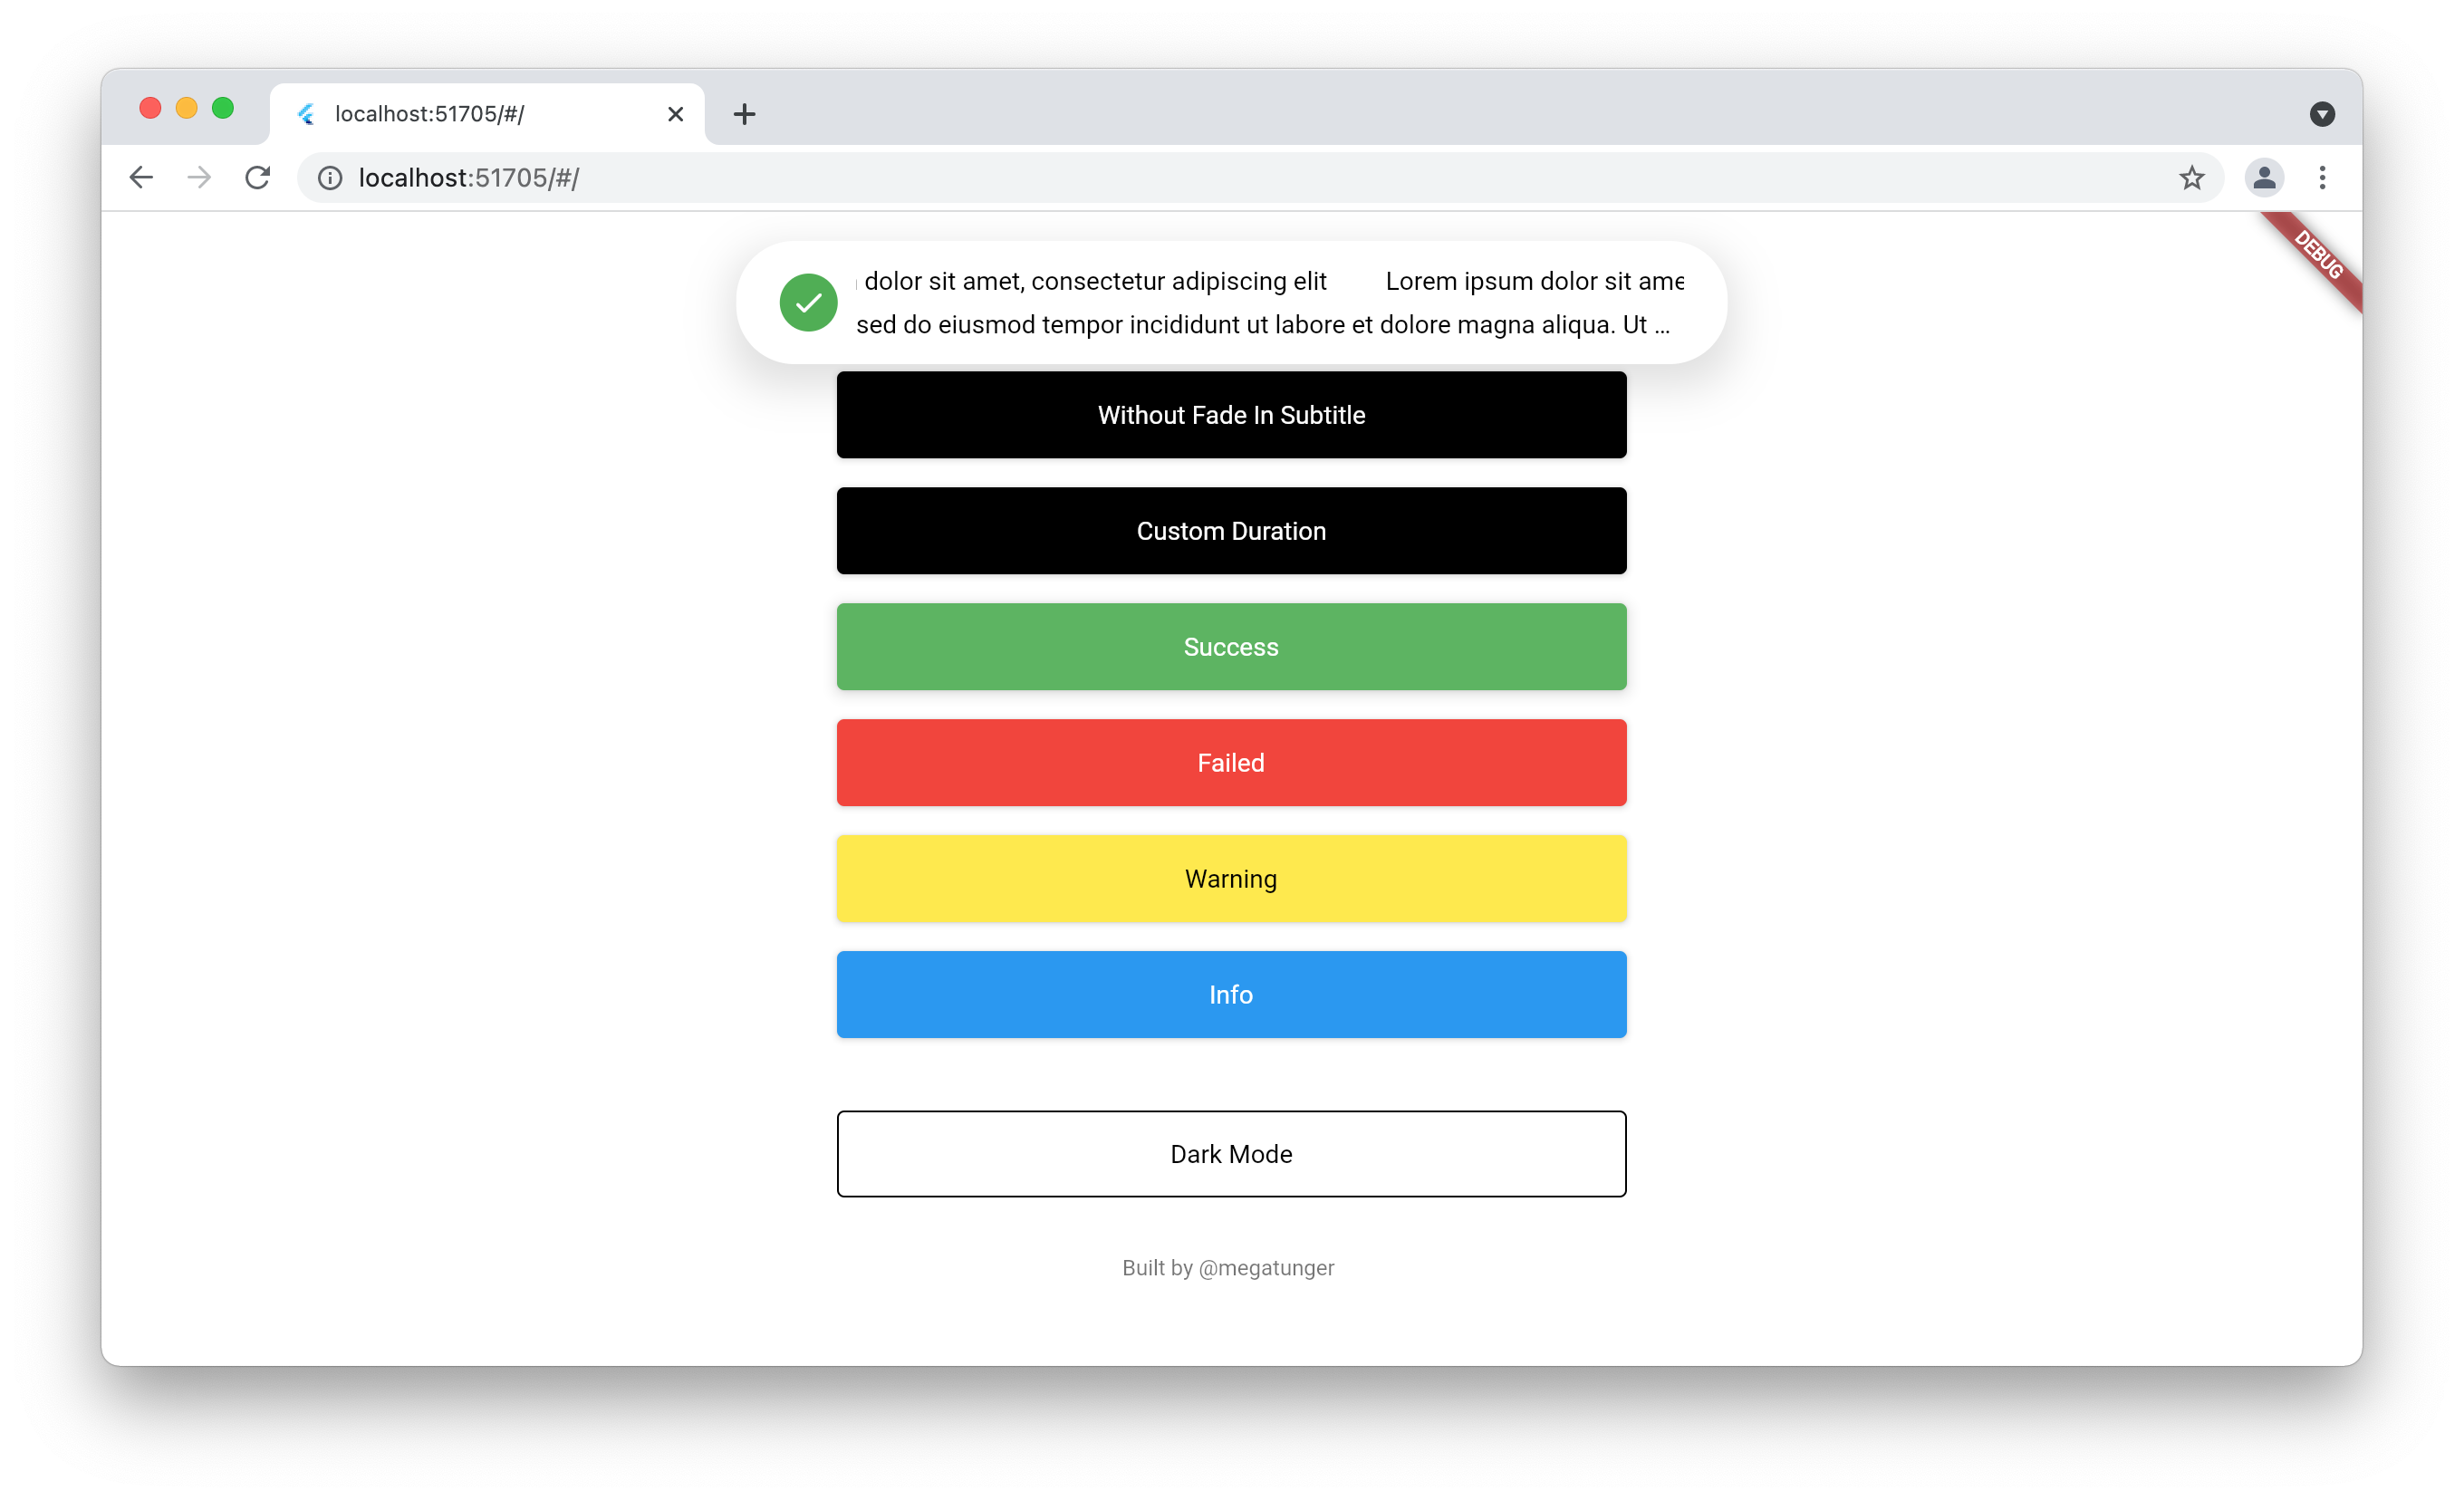 localhost:51705/#/
localhost:51705/#/
DEBUG
dolor sit amet, consectetur adipiscing elit Lorem ipsum dolor sit ame
sed do eiusmod tempor incididunt ut labore et dolore magna aliqua. Ut ...
Without Fade In Subtitle
Custom Duration
Success
Failed
Warning
Info
Dark Mode
Built by @megatunger